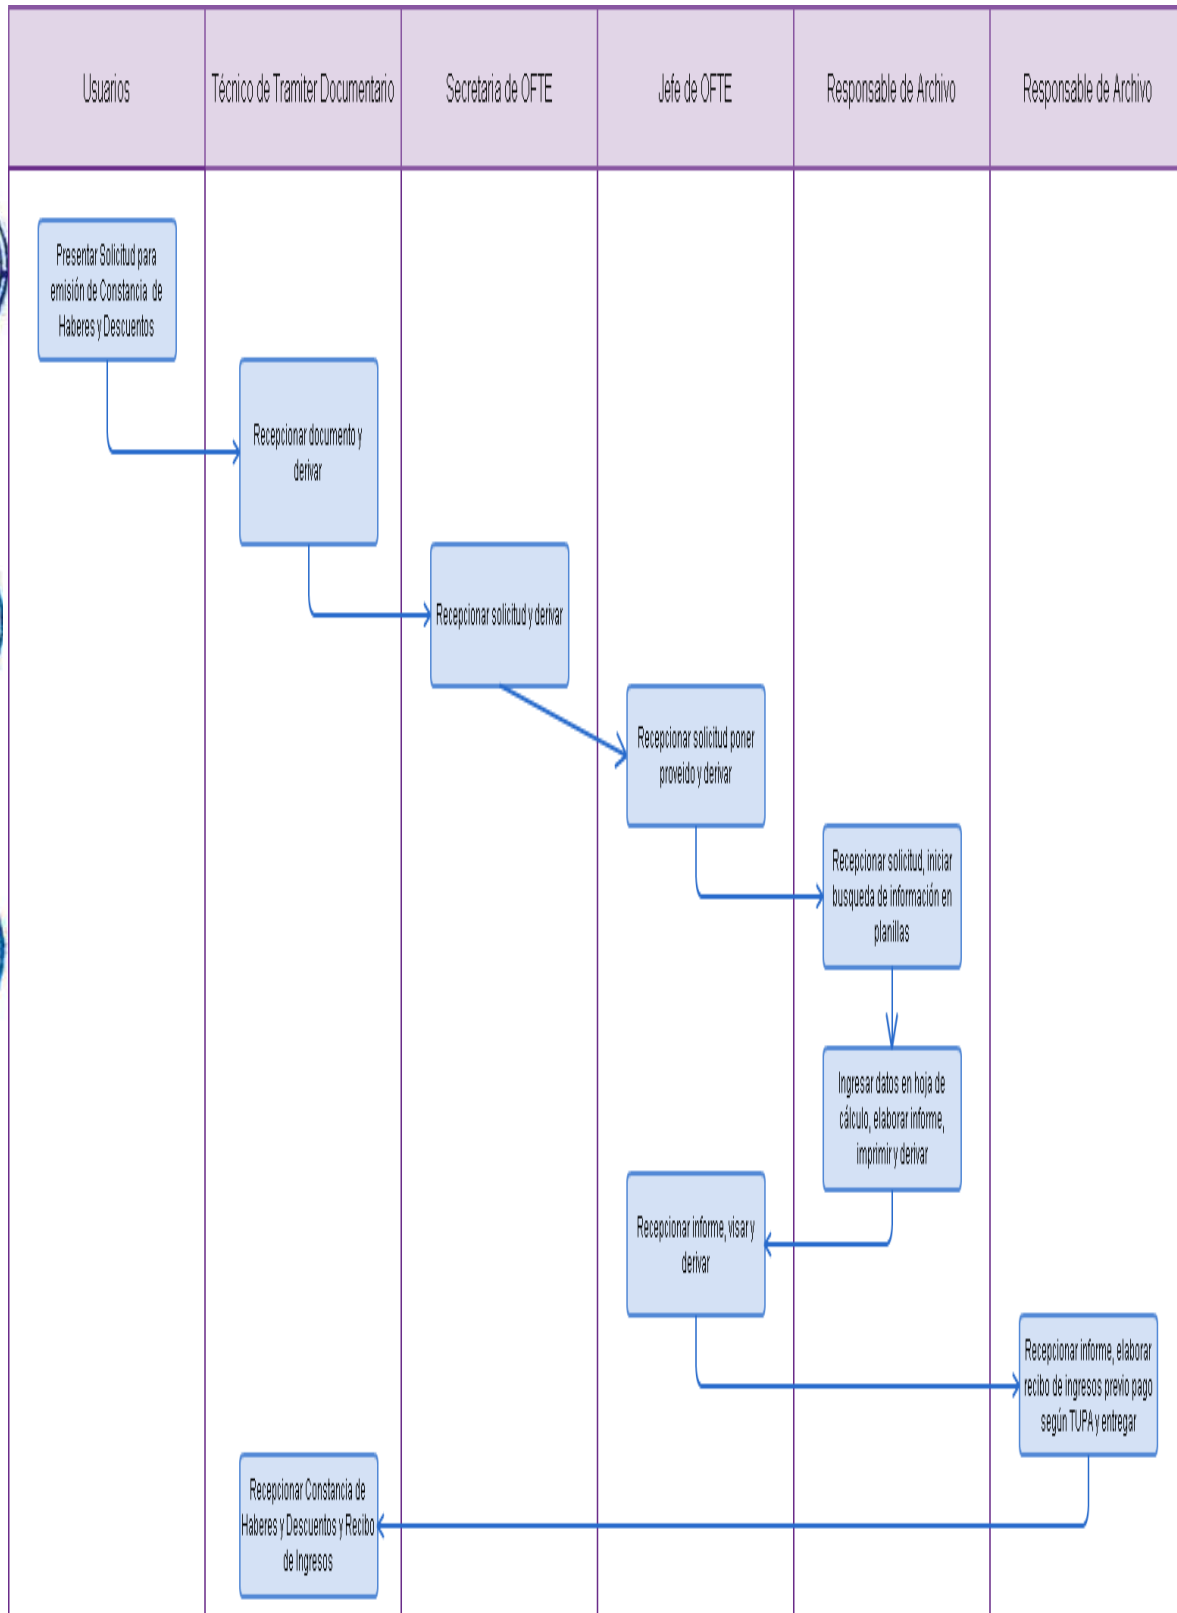 Usuarios
Técnico de Tramiter Documentario
Secretaria de OFTE
Jefe de OFTE
Responsable de Archivo
Responsable de Archivo
Presentar Solicitud para
emisión de Constancia de
Haberes y Descuentos
Recepcionar documento y
derivar
Recepcionar solicitud y derivar
Recepcionar solicitud poner
proveido y derivar
Recepcionar solicitud, iniciar
busqueda de información en
planillas
Ingresar datos en hoja de
cálculo, elaborar informe,
imprimir y derivar
Recepcionar informe, visar y
derivar
Recepcionar informe, elaborar
recibo de ingresos previo pago
según TUPA y entregar
Recepcionar Constancia de
Haberes y Descuentos y Recibo
de Ingresos